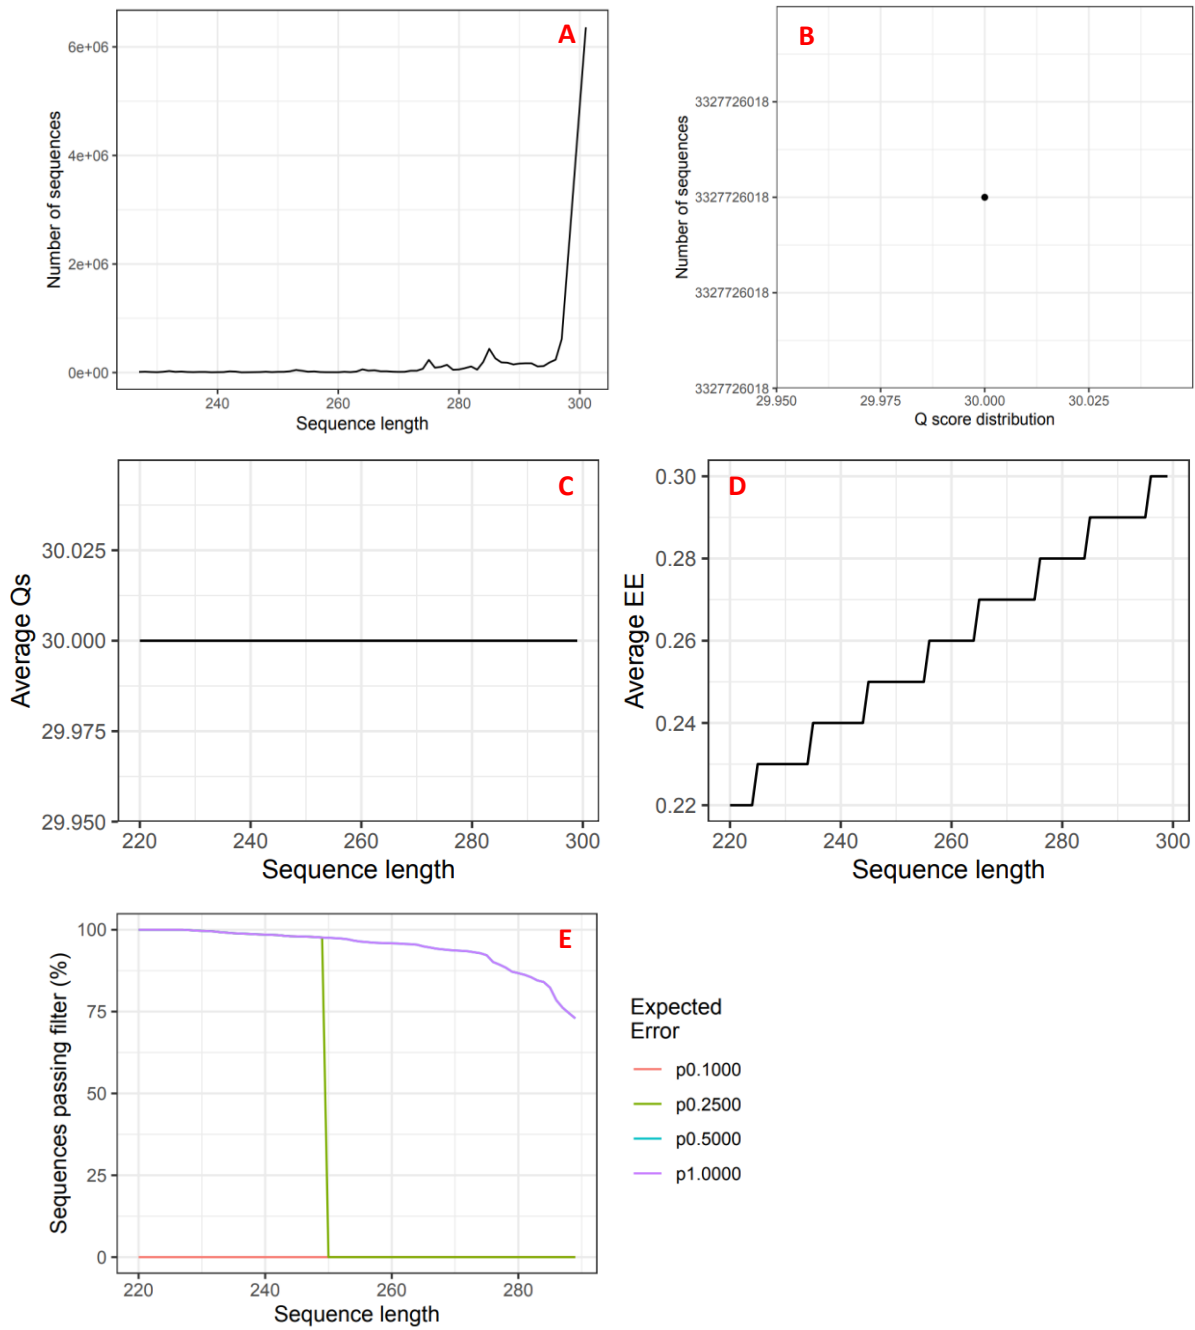 A
Number of sequences
6e+06
4e+06
2e+06
0e+00
240
260
280
300
Sequence length
B
Number of sequences
3327726018
3327726018
3327726018
3327726018
29.950
29.975
30.000
30.025
Q score distribution
C
Average Qs
30.025
30.000
29.975
29.950
220
240
260
280
300
Sequence length
D
Average EE
0.30
0.28
0.26
0.24
0.22
220
240
260
280
300
Sequence length
E
Sequences passing filter (%)
100
75
50
25
0
220
240
260
280
Sequence length
Expected
Error
p0.1000
p0.2500
p0.5000
p1.0000